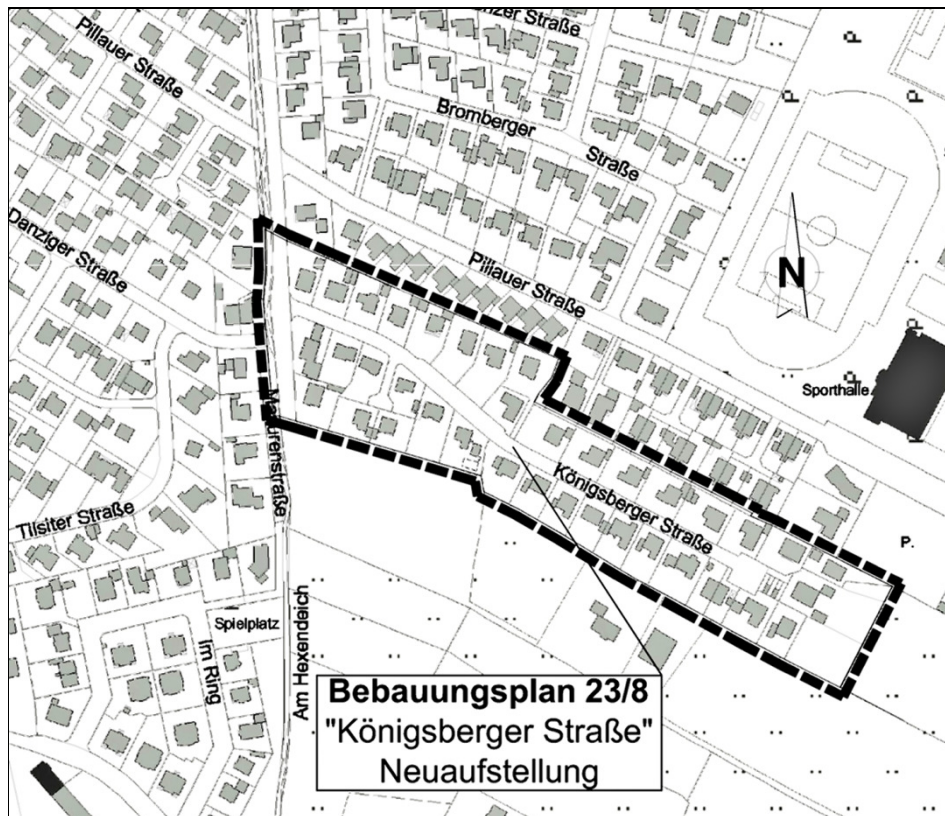 Pillauer Straße
Bromberger
Straße
Danziger Straße
Pillauer Straße
N
Sporthalle
Königsberger Straße
Tilsiter Straße
P.
Spielplatz
Im Ring
Am Hexendeich
Bebauungsplan 23/8
"Königsberger Straße"
Neuaufstellung